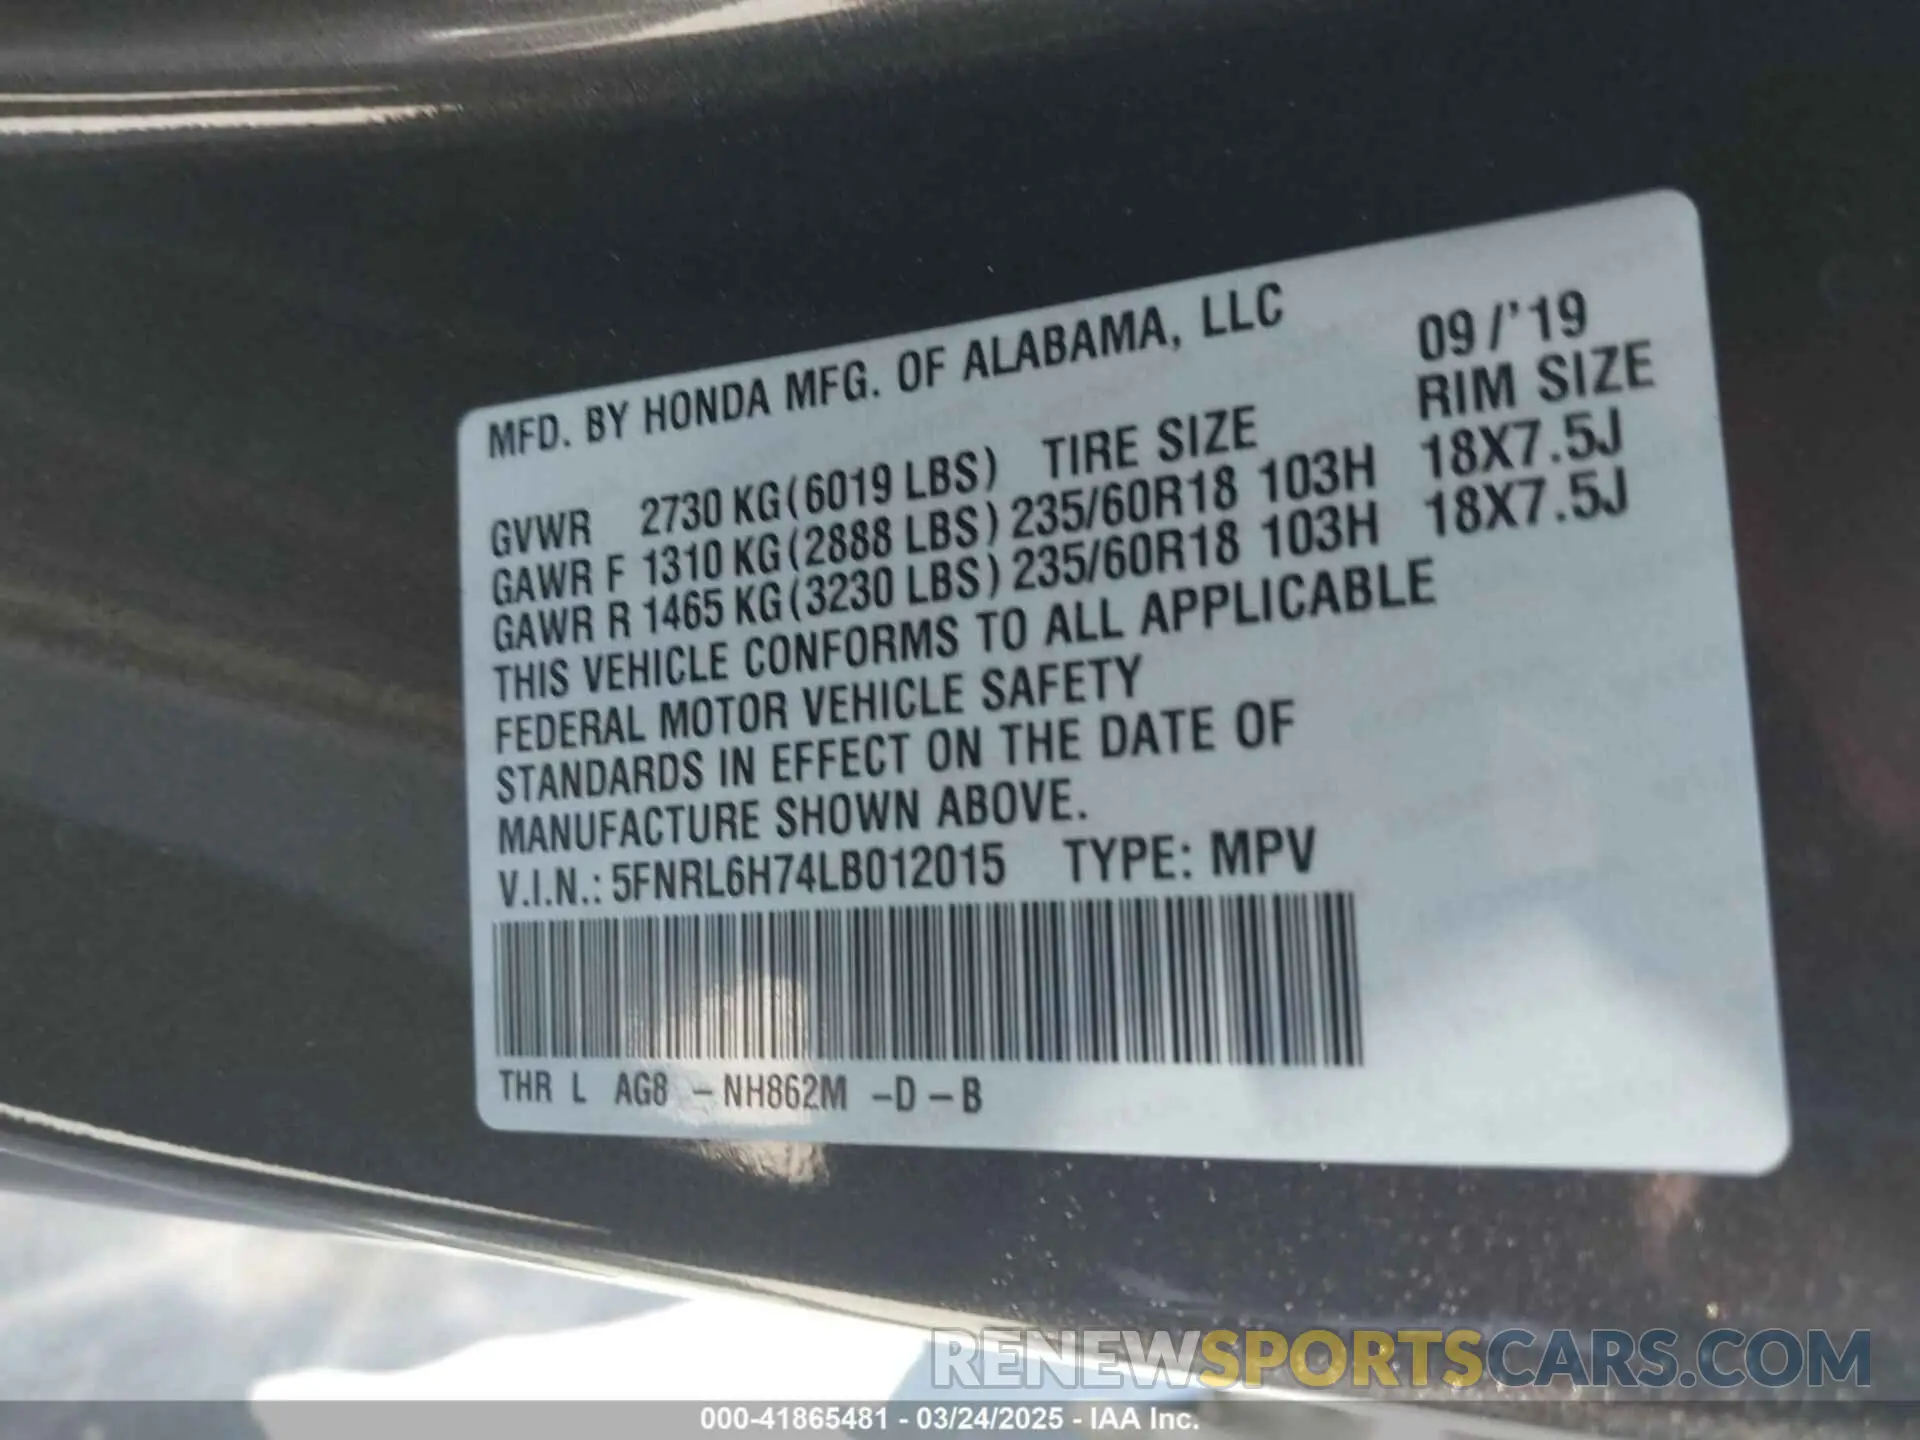 MFD. BY HONDA MFG. OF ALABAMA, LLC 09/'19
GVWR 2730 KG(6019 LBS) TIRE SIZE RIM SIZE
GAWR F 1310 KG(2888 LBS) 235/60R18 103H 18X7.5J
GAWR R 1465 KG(3230 LBS) 235/60R18 103H 18X7.5J
THIS VEHICLE CONFORMS TO ALL APPLICABLE
FEDERAL MOTOR VEHICLE SAFETY
STANDARDS IN EFFECT ON THE DATE OF
MANUFACTURE SHOWN ABOVE.
V.I.N.: 5FNRL6H74LB012015 TYPE: MPV
THR L AG8 -NH862M -D-B
RENEWSPORTSCARS.COM
000-41865481 - 03/24/2025 - IAA Inc.